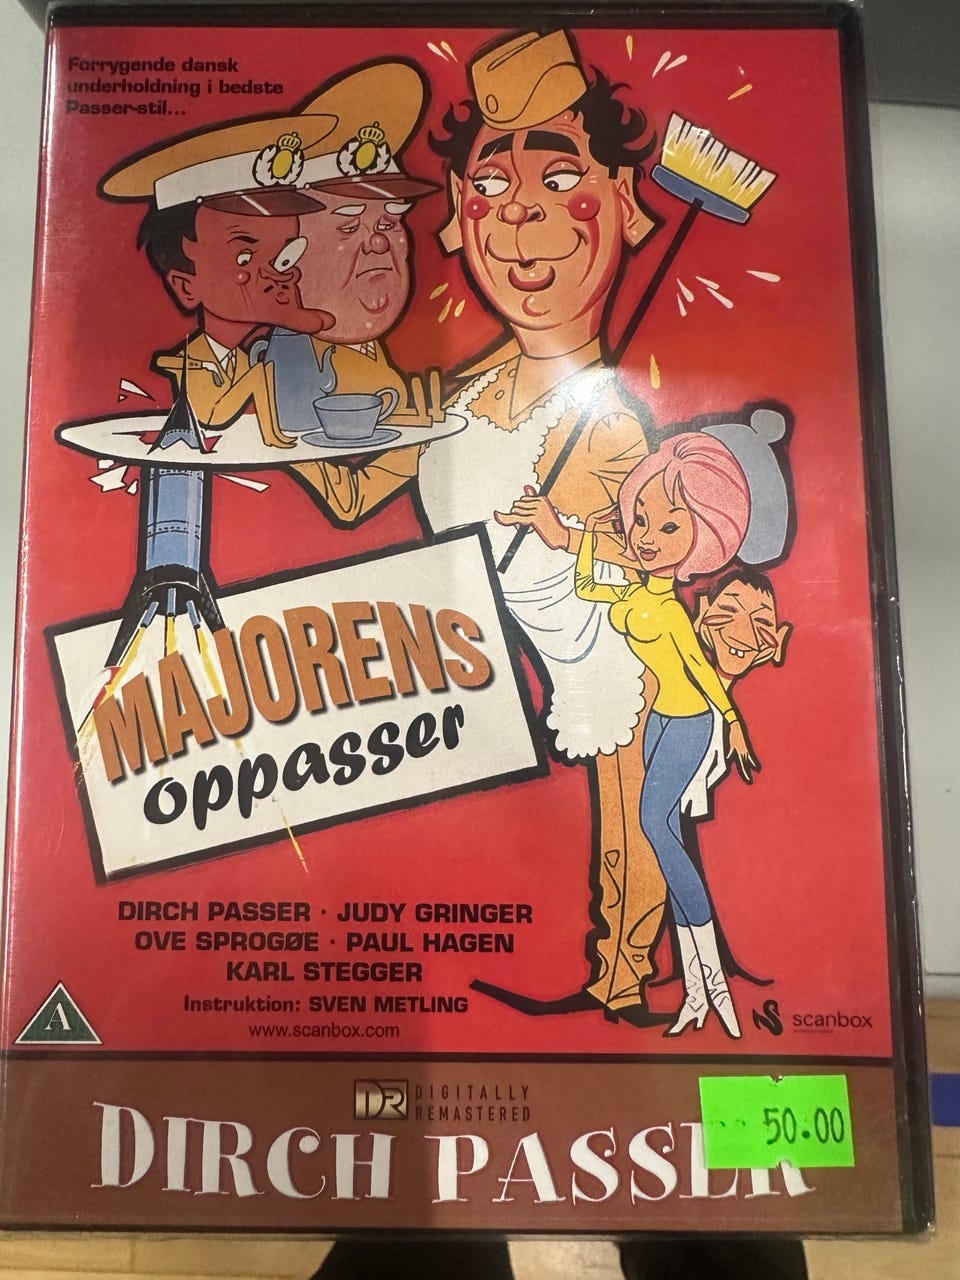 Forrygende dansk
underholdning i bedste
Passer-stil...
MAJORENS
oppasser
DIRCH PASSER · JUDY GRINGER
OVE SPROGØE · PAUL HAGEN
KARL STEGGER
Instruktion: SVEN METLING
www.scanbox.com
A
scanbox
DR DIGITALLY
REMASTERED
DIRCH PASSER
50.00